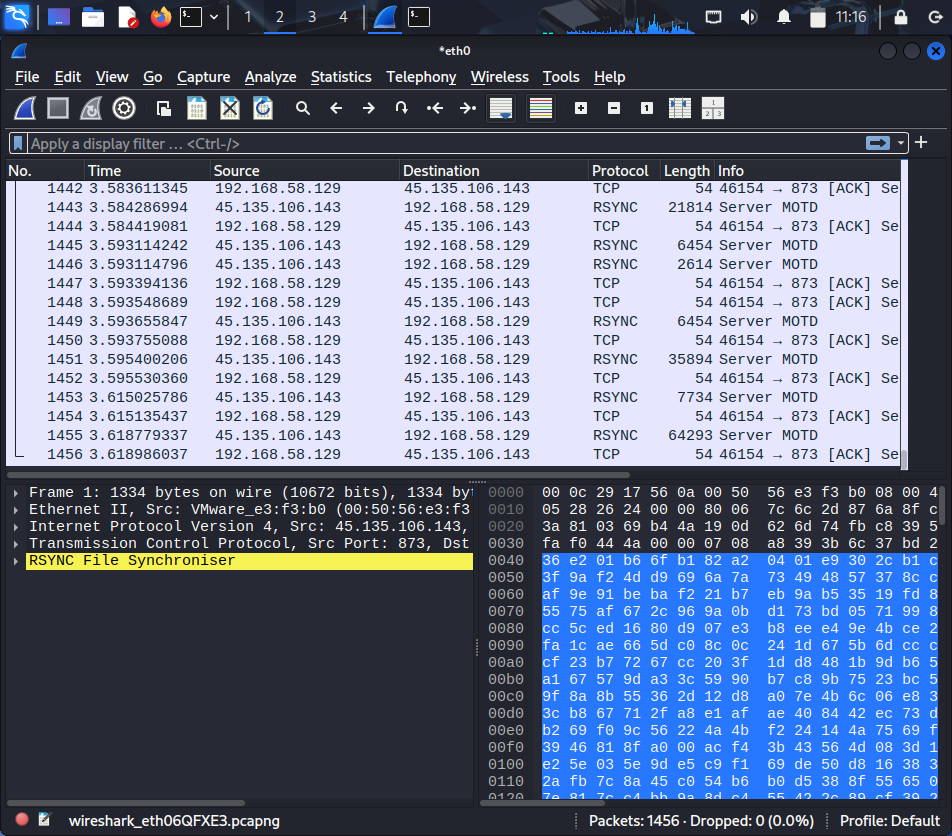 1 2 3 4 11:16
*eth0
File Edit View Go Capture Analyze Statistics Telephony Wireless Tools Help
Apply a display filter … <Ctrl-/>
No. Time Source Destination Protocol Length Info
1442 3.583611345 192.168.58.129 45.135.106.143 TCP 54 46154 → 873 [ACK] Se
1443 3.584286994 45.135.106.143 192.168.58.129 RSYNC 21814 Server MOTD
1444 3.584419081 192.168.58.129 45.135.106.143 TCP 54 46154 → 873 [ACK] Se
1445 3.593114242 45.135.106.143 192.168.58.129 RSYNC 6454 Server MOTD
1446 3.593114796 45.135.106.143 192.168.58.129 RSYNC 2614 Server MOTD
1447 3.593394136 192.168.58.129 45.135.106.143 TCP 54 46154 → 873 [ACK] Se
1448 3.593548689 192.168.58.129 45.135.106.143 TCP 54 46154 → 873 [ACK] Se
1449 3.593655847 45.135.106.143 192.168.58.129 RSYNC 6454 Server MOTD
1450 3.593755088 192.168.58.129 45.135.106.143 TCP 54 46154 → 873 [ACK] Se
1451 3.595400206 45.135.106.143 192.168.58.129 RSYNC 35894 Server MOTD
1452 3.595530360 192.168.58.129 45.135.106.143 TCP 54 46154 → 873 [ACK] Se
1453 3.615025786 45.135.106.143 192.168.58.129 RSYNC 7734 Server MOTD
1454 3.615135437 192.168.58.129 45.135.106.143 TCP 54 46154 → 873 [ACK] Se
1455 3.618779337 45.135.106.143 192.168.58.129 RSYNC 64293 Server MOTD
1456 3.618986037 192.168.58.129 45.135.106.143 TCP 54 46154 → 873 [ACK] Se
Frame 1: 1334 bytes on wire (10672 bits), 1334 by
Ethernet II, Src: VMware_e3:f3:b0 (00:50:56:e3:f3
Internet Protocol Version 4, Src: 45.135.106.143,
Transmission Control Protocol, Src Port: 873, Dst
RSYNC File Synchroniser
0000 00 0c 29 17 56 0a 00 50 56 e3 f3 b0 08 00 4
0010 05 28 26 24 00 00 80 06 7c 6c 2d 87 6a 8f c
0020 3a 81 03 69 b4 4a 19 0d 62 6d 74 fb c8 39 5
0030 fa f0 44 4a 00 00 07 08 a8 39 3b 6c 37 bd 2
0040 36 e2 01 b6 6f b1 82 a2 04 01 e9 30 2c b1 c
0050 3f 9a f2 4d d9 69 6a 7a 73 49 48 57 37 8c c
0060 af 9e 91 be ba f2 21 b7 eb 9a b5 35 19 fd 8
0070 55 75 af 67 2c 96 9a 0b d1 73 bd 05 71 99 8
0080 cc 5c ed 16 80 d9 07 e3 b8 ee e4 9e 4b ce 2
0090 fa 1c ae 66 5d c0 8c 0c 24 1d 67 5b 6d cc c
00a0 cf 23 b7 72 67 cc 20 3f 1d d8 48 1b 9d b6 5
00b0 a1 67 57 9d a3 3c 59 90 b7 c8 9b 75 23 bc 5
00c0 9f 8a 8b 55 36 2d 12 d8 a0 7e 4b 6c 06 e8 3
00d0 3c b8 67 71 2f a8 e1 af ae 40 84 42 ec 73 d
00e0 b2 69 f0 9c 56 22 4a 4b f2 24 14 4a 75 69 f
00f0 39 46 81 8f a0 00 ac f4 3b 43 56 4d 08 3d 1
0100 e2 5e 03 5e 9d e5 c9 f1 69 de 50 d8 16 38 3
0110 2a fb 7c 8a 45 c0 54 b6 b0 d5 38 8f 55 65 0
0120 7e 81 7c c4 bb 9a 8d c4 55 42 2c 89 cf 39 2
wireshark_eth06QFXE3.pcapng Packets: 1456 · Dropped: 0 (0.0%) Profile: Default